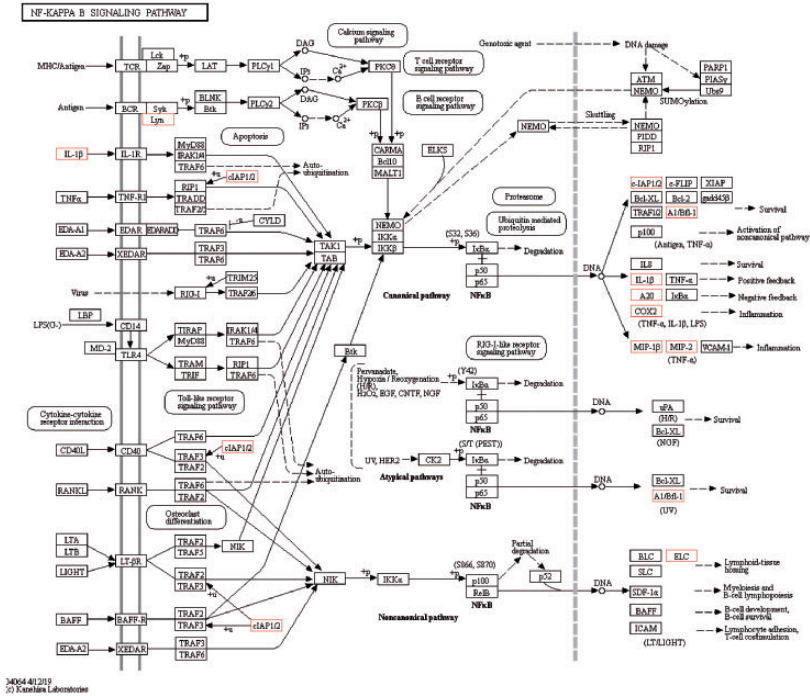 NF-KAPPA B SIGNALING PATHWAY
Calcium signaling
pathway
T cell receptor
signaling pathway
B cell receptor
signaling pathway
MHC/Antigen
TCR
Lck
Zap
+p
LAT
PLCγ1
DAG
IP3
Ca2+
PKCθ
Antigen
BCR
Syk
Lyn
+p
BLNK
Btk
PLCγ2
DAG
IP3
Ca2+
PKCβ
+p
+p
CARMA
Bcl10
MALT1
ELKS
Genotoxic agent
DNA damage
ATM
NEMO
PARP1
PIASy
Ubs9
SUMOylation
Shuttling
NEMO
NEMO
PIDD
RIP1
Apoptosis
IL-1β
IL-1R
MyD88
IRAK1/4
TRAF6
Auto-
ubiquitination
TNFα
TNF-R1
RIP1
TRADD
TRAF2/5
+u
cIAP1/2
EDA-A1
EDAR
EDARADD
TRAF6
CYLD
EDA-A2
XEDAR
TRAF3
TRAF6
TAK1
TAB
+p
NEMO
IKKα
IKKβ
Proteasome
Ubiquitin mediated
proteolysis
(S32, S36)
+p
IκBα
Degradation
p50
p65
NFκB
Canonical pathway
DNA
c-IAP1/2
c-FLIP
XIAP
Bcl-XL
Bcl-2
gadd45β
TRAF1/2
A1/Bfl-1
Survival
p100
Activation of
noncanonical pathway
(Antigen, TNF-α)
IL8
Survival
IL-1β
TNF-α
Positive feedback
A20
IκBα
Negative feedback
COX2
Inflammation
(TNF-α, IL-1β, LPS)
MIP-1β
MIP-2
VCAM-1
Inflammation
(TNF-α)
Virus
RIG-I
+u
TRIM25
TRAF2/6
LPS(G-)
LBP
CD14
MD-2
TLR4
TIRAP
MyD88
IRAK1/4
TRAF6
TRAM
TRIF
RIP1
TRAF6
Toll-like receptor
signaling pathway
Btk
RIG-I-like receptor
signaling pathway
Pervanadate,
Hypoxia / Reoxygenation
(H/R),
H2O2, EGF, CNTF, NGF
+p
(Y42)
IκBα
Degradation
p50
p65
NFκB
DNA
uPA
(H/R)
Bcl-XL
(NGF)
Survival
Cytokine-cytokine
receptor interaction
CD40L
CD40
TRAF6
TRAF3
TRAF2
+u
cIAP1/2
RANKL
RANK
TRAF6
TRAF2
Auto-
ubiquitination
UV, HER2
CK2
+p
(S/T (PEST))
IκBα
Degradation
p50
p65
NFκB
Atypical pathways
DNA
Bcl-XL
A1/Bfl-1
(UV)
Survival
Osteoclast
differentiation
LTA
LTB
LIGHT
LT-βR
TRAF2
TRAF5
NIK
TRAF2
TRAF3
+u
BAFF
BAFF-R
TRAF2
TRAF3
+u
cIAP1/2
EDA-A2
XEDAR
TRAF3
TRAF6
NIK
+p
IKKα
+p
(S866, S870)
p100
RelB
NFκB
Partial
degradation
p52
Noncanonical pathway
DNA
BLC
ELC
SLC
Lymphoid-tissue
homing
SDF-1α
Myeloiesis and
B-cell lymphopoiesis
BAFF
B-cell development,
B-cell survival
ICAM
Lymphocyte adhesion,
T-cell costimulation
(LT/LIGHT)
04064 4/12/19
(c) Kanehisa Laboratories